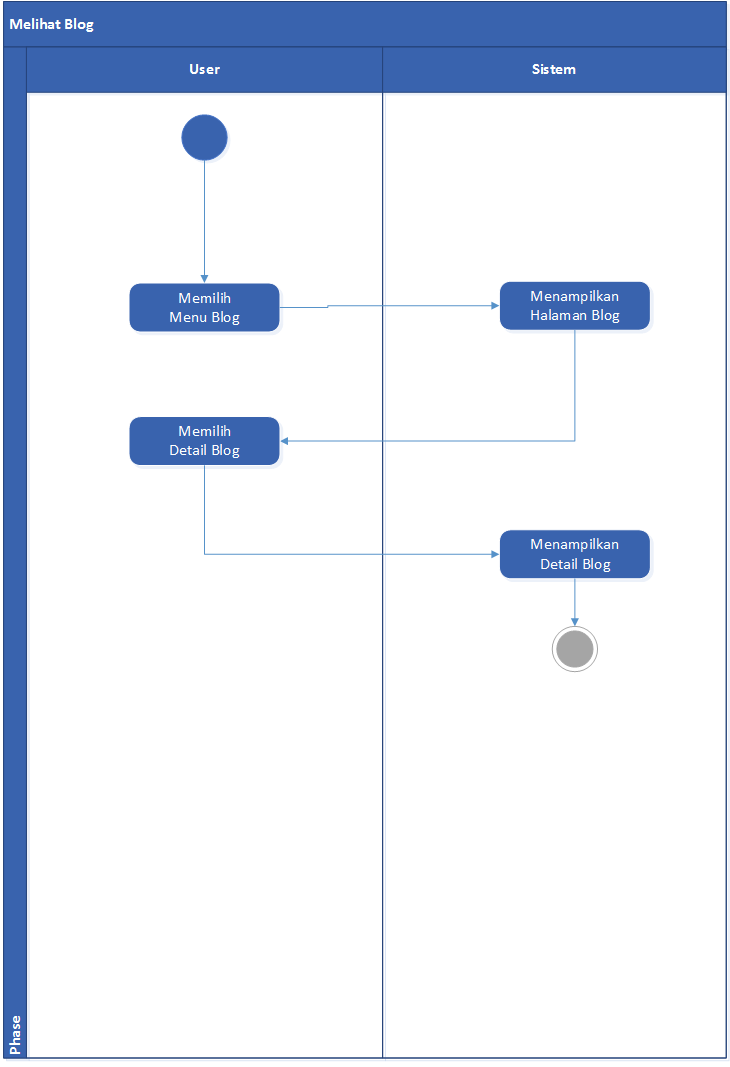 Melihat Blog
User
Sistem
Memilih
Menu Blog
Menampilkan
Halaman Blog
Memilih
Detail Blog
Menampilkan
Detail Blog
Phase